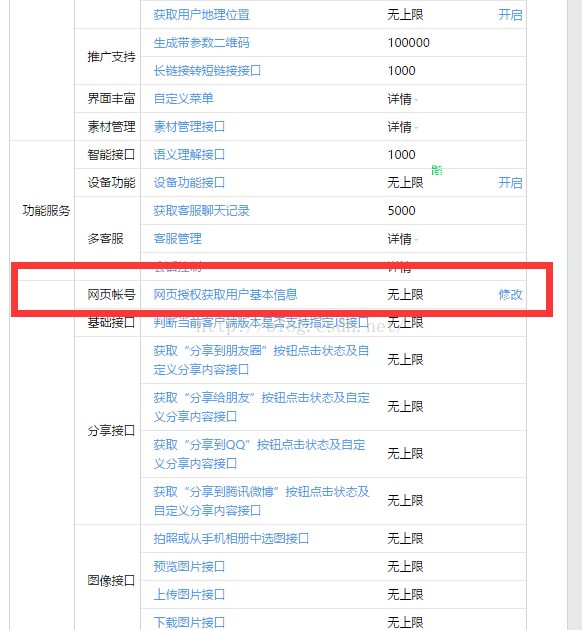 获取用户地理位置 无上限 开启
推广支持 生成带参数二维码 100000
长链接转短链接接口 1000
界面丰富 自定义菜单 详情
素材管理 素材管理接口 详情
智能接口 语义理解接口 1000
功能服务 设备功能 设备功能接口 无上限 开启
获取客服聊天记录 5000
多客服 客服管理 详情
会话控制 详情
网页帐号 网页授权获取用户基本信息 无上限 修改
基础接口 判断当前客户端版本是否支持指定JS接口 无上限
http://blog.csdn.net/
获取“分享到朋友圈”按钮点击状态及自
定义分享内容接口 无上限
获取“分享给朋友”按钮点击状态及自定
义分享内容接口 无上限
分享接口
获取“分享到QQ”按钮点击状态及自定
义分享内容接口 无上限
获取“分享到腾讯微博”按钮点击状态及
自定义分享内容接口 无上限
拍照或从手机相册中选图接口 无上限
预览图片接口 无上限
图像接口
上传图片接口 无上限
下载图片接口 无上限